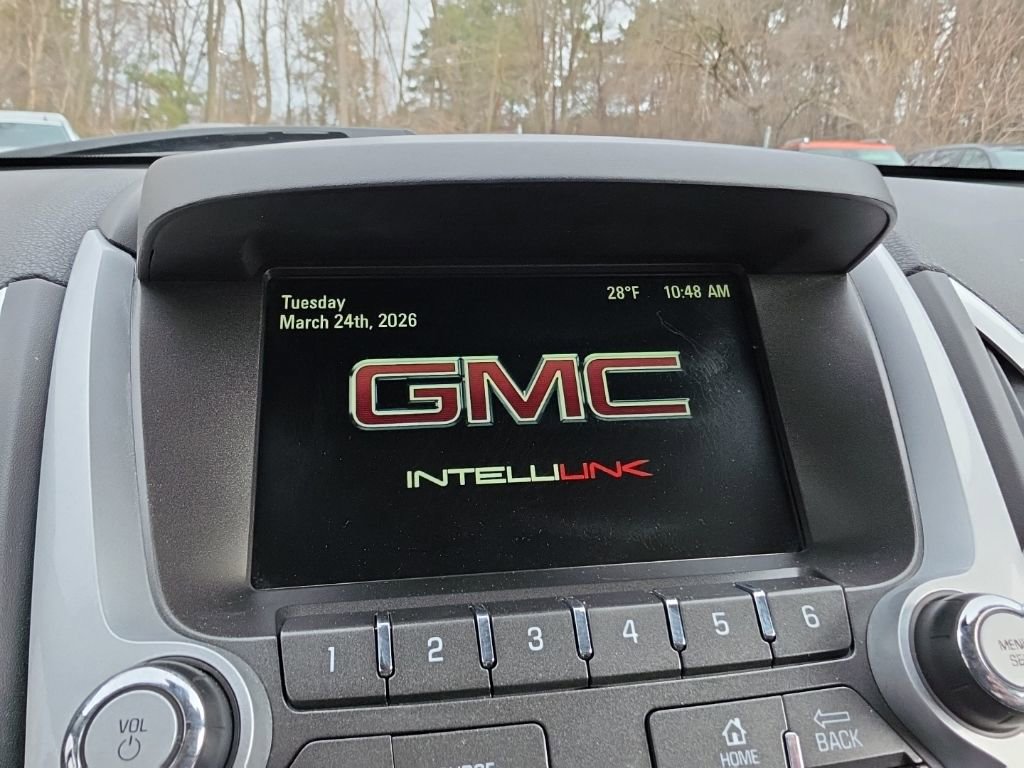 Tuesday
March 24th, 2026
28°F 10:48 AM
GMC
INTELLILINK
1 2 3 4 5 6
VOL
HOME
BACK